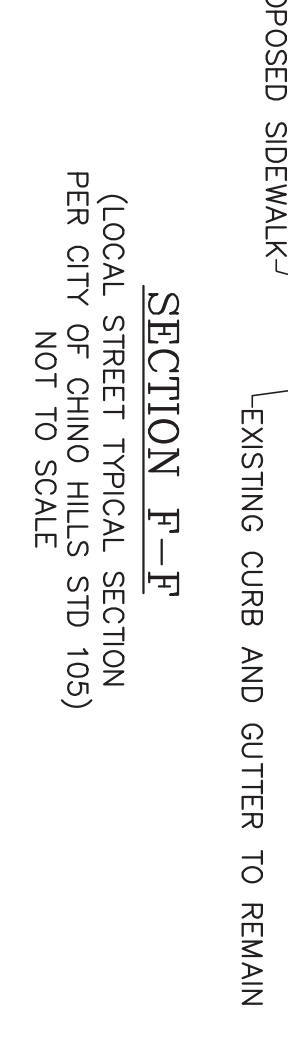 OPOSED SIDEWALK
EXISTING CURB AND GUTTER TO REMAIN
SECTION F-F
(LOCAL STREET TYPICAL SECTION
PER CITY OF CHINO HILLS STD 105)
NOT TO SCALE